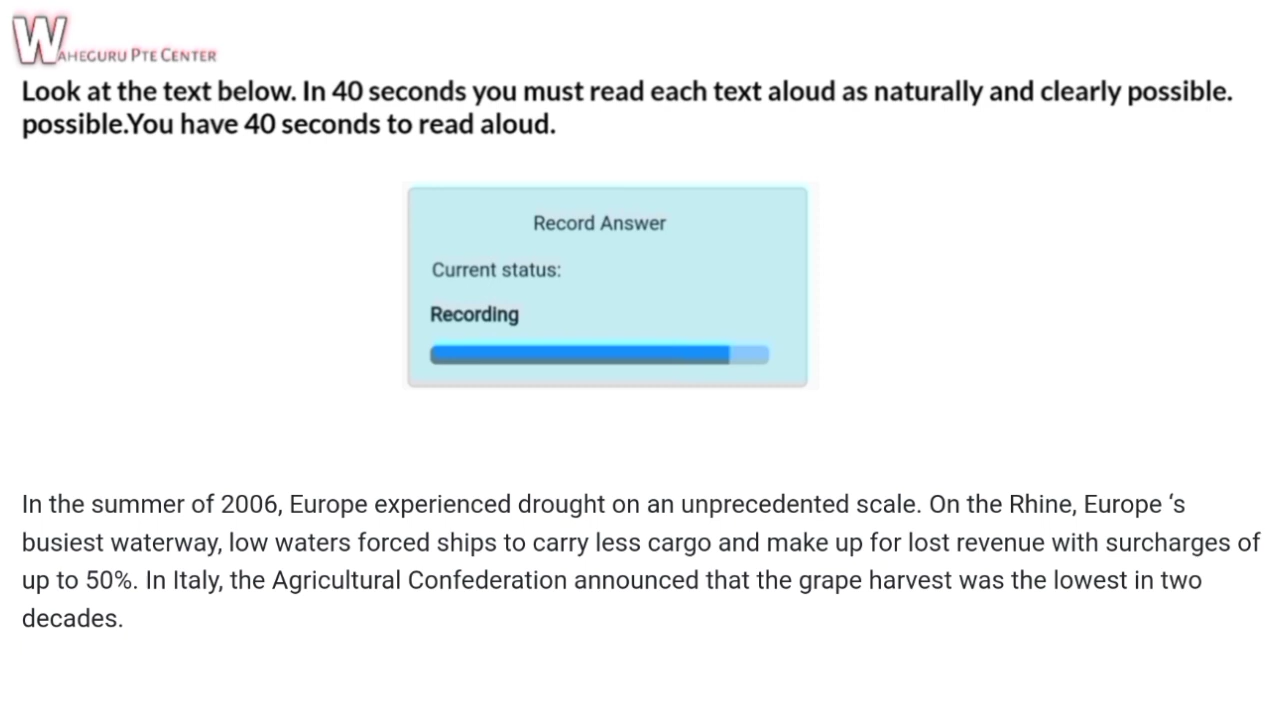 WAHEGURU PTE CENTER
Look at the text below. In 40 seconds you must read each text aloud as naturally and clearly possible.
possible.You have 40 seconds to read aloud.
Record Answer
Current status:
Recording
In the summer of 2006, Europe experienced drought on an unprecedented scale. On the Rhine, Europe ‘s
busiest waterway, low waters forced ships to carry less cargo and make up for lost revenue with surcharges of
up to 50%. In Italy, the Agricultural Confederation announced that the grape harvest was the lowest in two
decades.